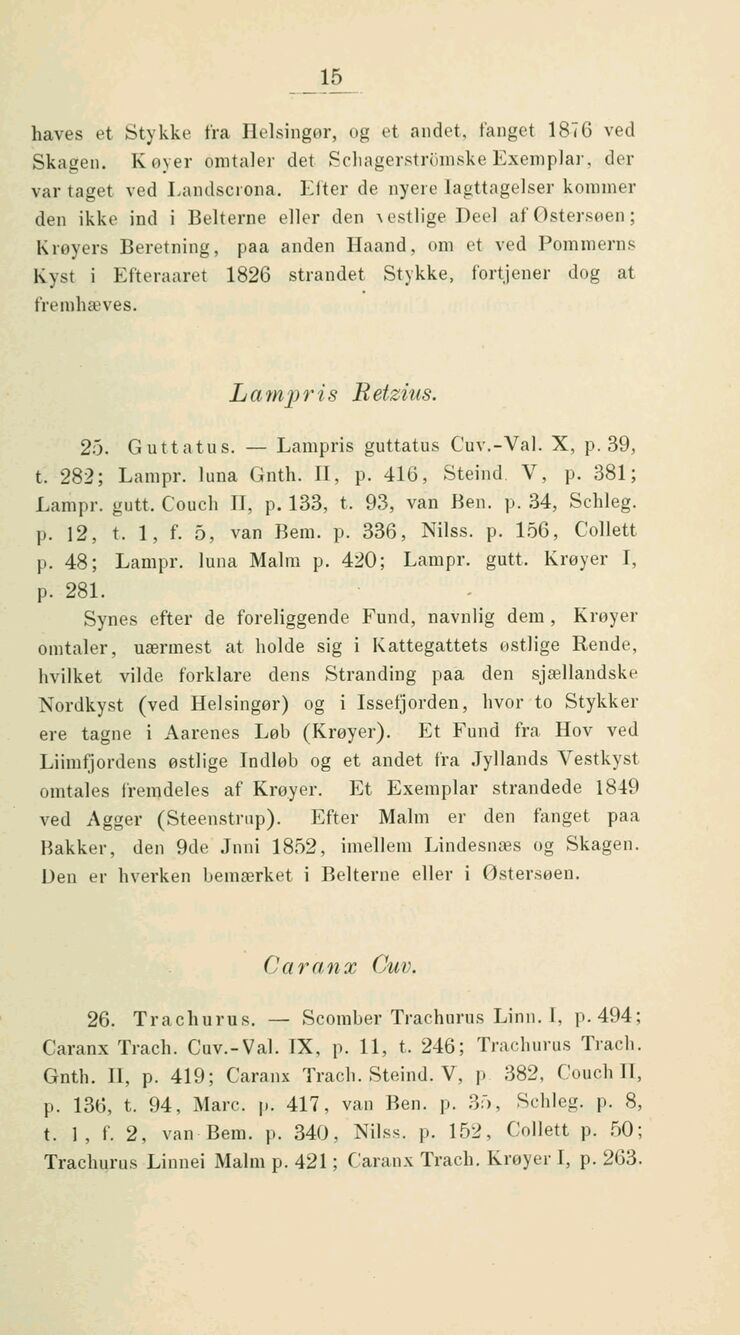 15
haves et Stykke fra Helsingør, og et andet, fanget 1876 ved
Skagen. Køyer omtaler det Schagerströmske Exemplar, der
var taget ved Landscrona. Efter de nyere Iagttagelser kommer
den ikke ind i Belterne eller den vestlige Deel af Østersøen;
Krøyers Beretning, paa anden Haand, om et ved Pommerns
Kyst i Efteraaret 1826 strandet Stykke, fortjener dog at
fremhæves.
Lampris Retzius.
25. Guttatus. — Lampris guttatus Cuv.-Val. X, p. 39,
t. 282; Lampr. luna Gnth. II, p. 416, Steind. V, p. 381;
Lampr. gutt. Couch II, p. 133, t. 93, van Ben. p. 34, Schleg.
p. 12, t. 1, f. 5, van Bem. p. 336, Nilss. p. 156, Collett
p. 48; Lampr. luna Malm p. 420; Lampr. gutt. Krøyer I,
p. 281.
Synes efter de foreliggende Fund, navnlig dem, Krøyer
omtaler, uærmest at holde sig i Kattegattets østlige Rende,
hvilket vilde forklare dens Stranding paa den sjællandske
Nordkyst (ved Helsingør) og i Issefjorden, hvor to Stykker
ere tagne i Aarenes Løb (Krøyer). Et Fund fra Hov ved
Liimfjordens østlige Indløb og et andet fra Jyllands Vestkyst
omtales fremdeles af Krøyer. Et Exemplar strandede 1849
ved Agger (Steenstrup). Efter Malm er den fanget paa
Bakker, den 9de Jnni 1852, imellem Lindesnæs og Skagen.
Den er hverken bemærket i Belterne eller i Østersøen.
Caranx Cuv.
26. Trachurus. — Scomber Trachurus Linn. I, p. 494;
Caranx Trach. Cuv.-Val. IX, p. 11, t. 246; Trachurus Trach.
Gnth. II, p. 419; Caranx Trach. Steind. V, p 382, Couch II,
p. 136, t. 94, Marc. p. 417, van Ben. p. 35, Schleg. p. 8,
t. 1, f. 2, van Bem. p. 340, Nilss. p. 152, Collett p. 50;
Trachurus Linnei Malm p. 421; Caranx Trach. Krøyer I, p. 263.